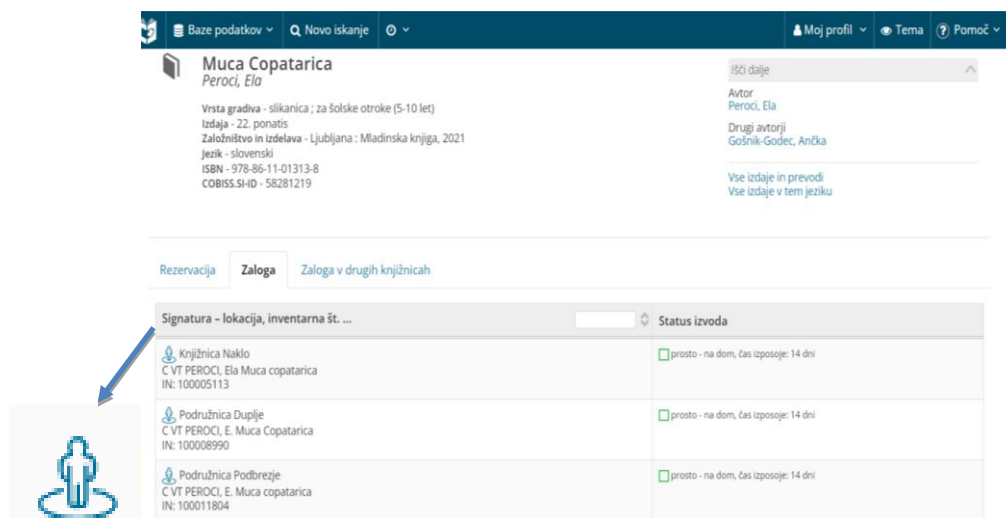 Baze podatkov Novo iskanje Moj profil Tema Pomoč
Muca Copatarica
Peroci, Ela
Vrsta gradiva - slikanica ; za šolske otroke (5-10 let)
Izdaja - 22. ponatis
Založništvo in izdelava - Ljubljana : Mladinska knjiga, 2021
Jezik - slovenski
ISBN - 978-86-11-01313-8
COBISS.SI-ID - 58281219
Išči dalje
Avtor
Peroci, Ela
Drugi avtorji
Gošnik-Godec, Ančka
Vse izdaje in prevodi
Vse izdaje v tem jeziku
Rezervacija Zaloga Zaloga v drugih knjižnicah
Signatura – lokacija, inventarna št. ... Status izvoda
Knjižnica Naklo
C VT PEROCI, Ela Muca copatarica
IN: 100005113
prosto - na dom, čas izposoje: 14 dni
Podružnica Duplje
C VT PEROCI, E. Muca Copatarica
IN: 100008990
prosto - na dom, čas izposoje: 14 dni
Podružnica Podbrezje
C VT PEROCI, E. Muca copatarica
IN: 100011804
prosto - na dom, čas izposoje: 14 dni